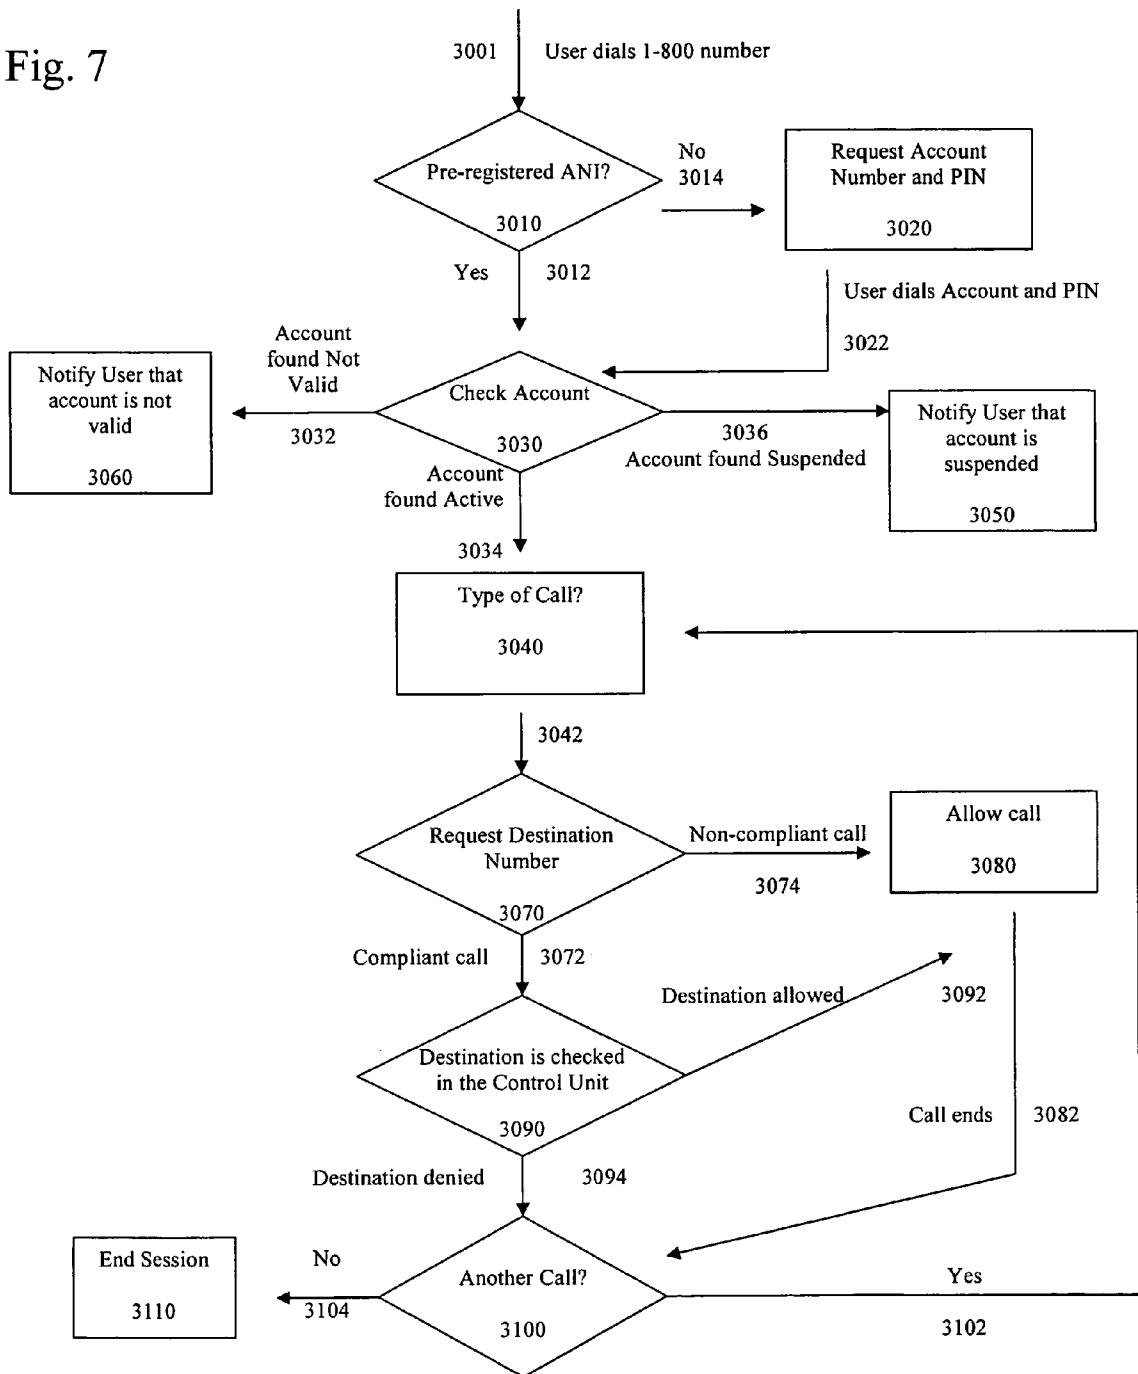 Fig. 7
3001 User dials 1-800 number
Pre-registered ANI?
3010
No
3014
Request Account
Number and PIN
3020
Yes 3012
User dials Account and PIN
3022
Account
found Not
Valid
3032
Notify User that
account is not
valid
3060
Check Account
3030
3036
Account found Suspended
Notify User that
account is
suspended
3050
Account
found Active
3034
Type of Call?
3040
3042
Request Destination
Number
3070
Non-compliant call
3074
Allow call
3080
Compliant call 3072
Destination allowed
3092
Destination is checked
in the Control Unit
3090
Call ends 3082
Destination denied 3094
Another Call?
3100
No
3104
End Session
3110
Yes
3102